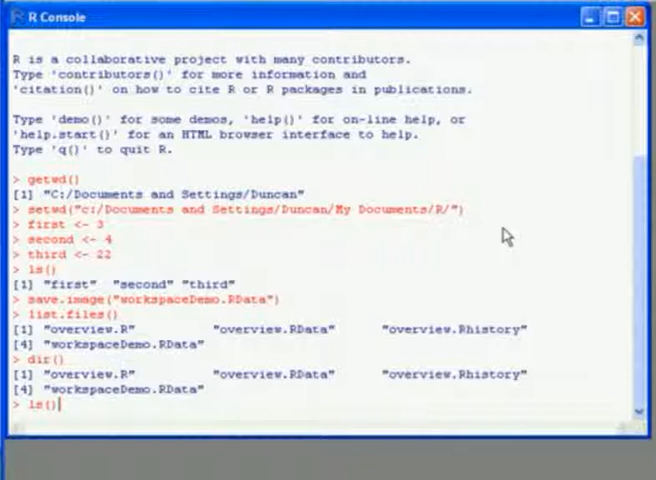 R Console
R is a collaborative project with many contributors.
Type 'contributors()' for more information and
'citation()' on how to cite R or R packages in publications.
Type 'demo()' for some demos, 'help()' for on-line help, or
'help.start()' for an HTML browser interface to help.
Type 'q()' to quit R.
> getwd()
[1] "C:/Documents and Settings/Duncan"
> setwd("c:/Documents and Settings/Duncan/My Documents/R/")
> first <- 3
> second <- 4
> third <- 22
> ls()
[1] "first"  "second" "third"
> save.image("workspaceDemo.RData")
> list.files()
[1] "overview.R"          "overview.RData"      "overview.Rhistory"
[4] "workspaceDemo.RData"
> dir()
[1] "overview.R"          "overview.RData"      "overview.Rhistory"
[4] "workspaceDemo.RData"
> ls()